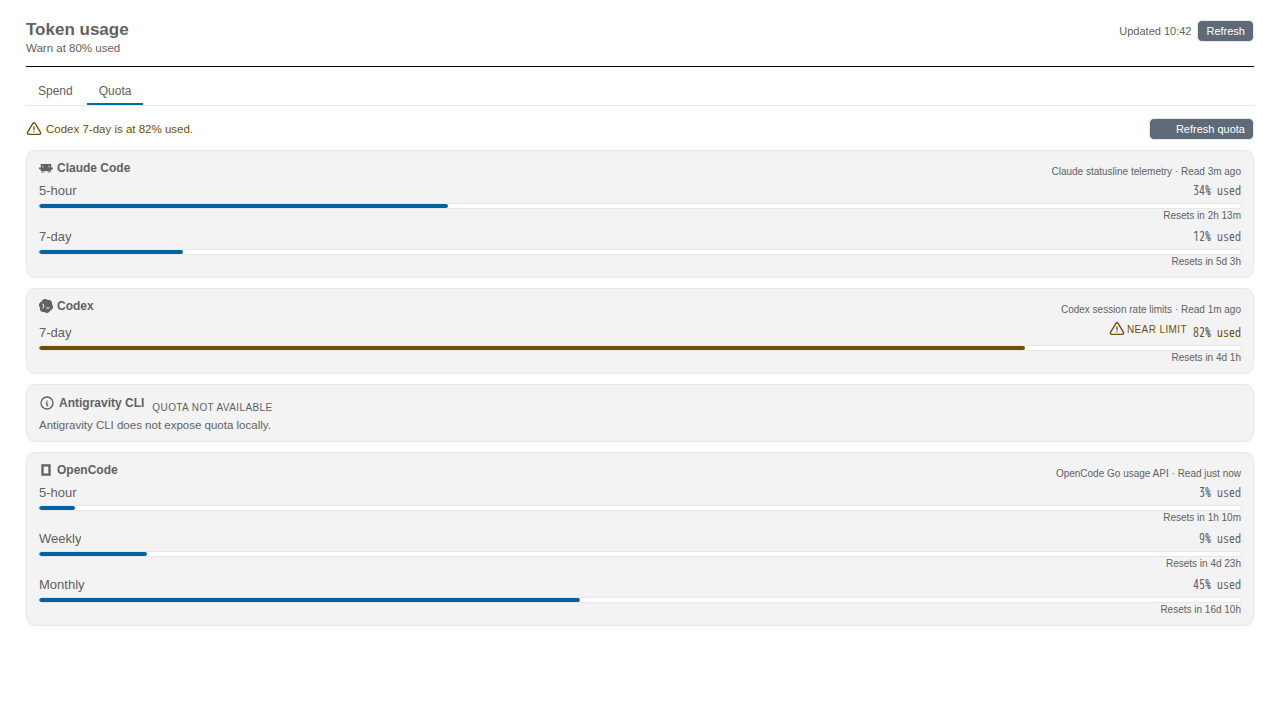 Token usage
Warn at 80% used
Updated 10:42
Refresh
Spend
Quota
Codex 7-day is at 82% used.
Refresh quota
Claude Code
Claude statusline telemetry · Read 3m ago
5-hour
34% used
Resets in 2h 13m
7-day
12% used
Resets in 5d 3h
Codex
Codex session rate limits · Read 1m ago
7-day
NEAR LIMIT
82% used
Resets in 4d 1h
Antigravity CLI
QUOTA NOT AVAILABLE
Antigravity CLI does not expose quota locally.
OpenCode
OpenCode Go usage API · Read just now
5-hour
3% used
Resets in 1h 10m
Weekly
9% used
Resets in 4d 23h
Monthly
45% used
Resets in 16d 10h